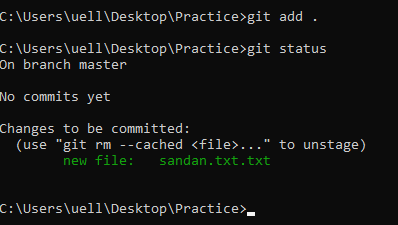 C:\Users\uell\Desktop\Practice>git add .
C:\Users\uell\Desktop\Practice>git status
On branch master
No commits yet
Changes to be committed:
(use "git rm --cached <file>..." to unstage)
new file:   sandan.txt.txt
C:\Users\uell\Desktop\Practice>